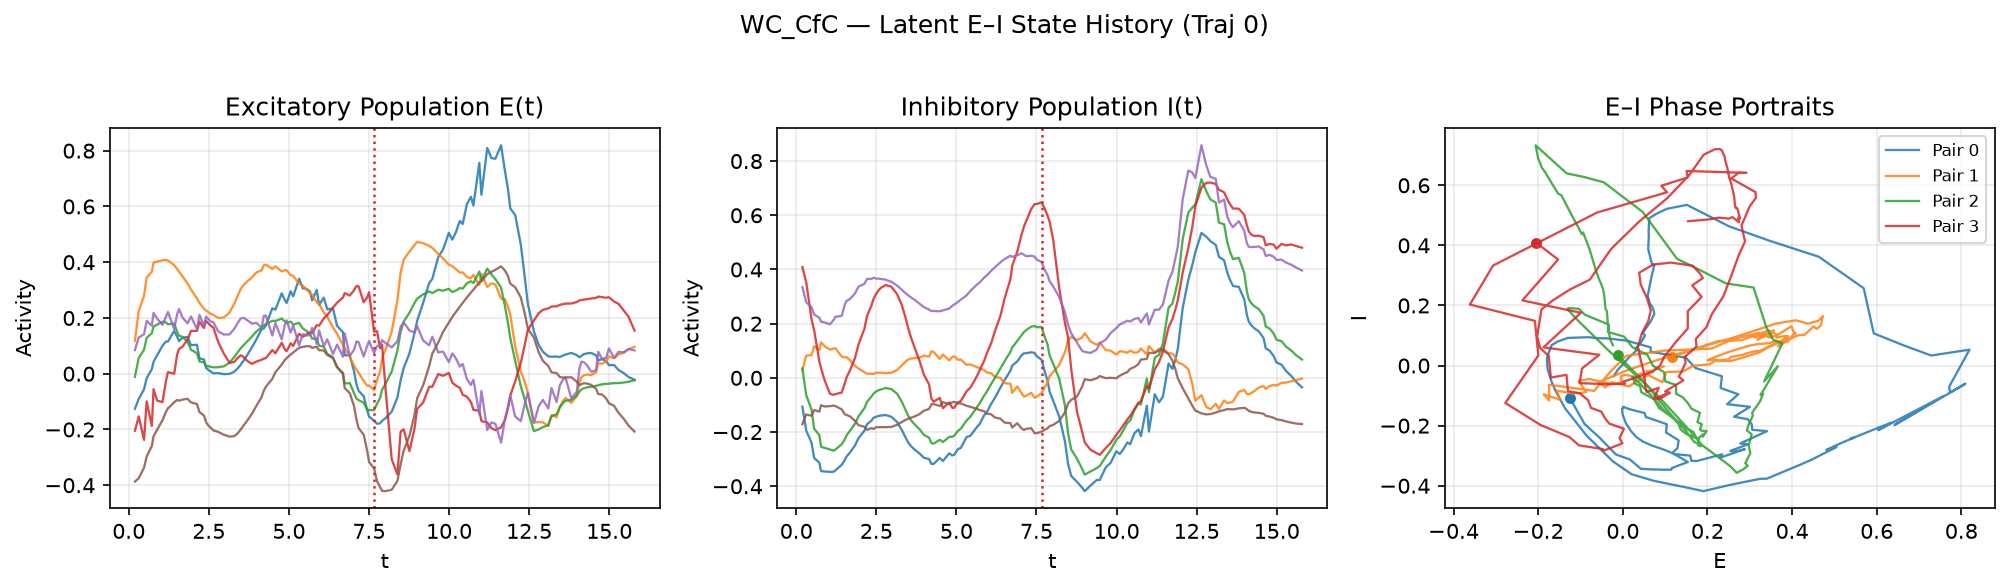 WC_CfC — Latent E–I State History (Traj 0)
Excitatory Population E(t)
Activity
0.8
0.6
0.4
0.2
0.0
−0.2
−0.4
0.0 2.5 5.0 7.5 10.0 12.5 15.0
t
Inhibitory Population I(t)
Activity
0.8
0.6
0.4
0.2
0.0
−0.2
−0.4
0.0 2.5 5.0 7.5 10.0 12.5 15.0
t
E–I Phase Portraits
I
0.6
0.4
0.2
0.0
−0.2
−0.4
−0.4 −0.2 0.0 0.2 0.4 0.6 0.8
E
Pair 0
Pair 1
Pair 2
Pair 3